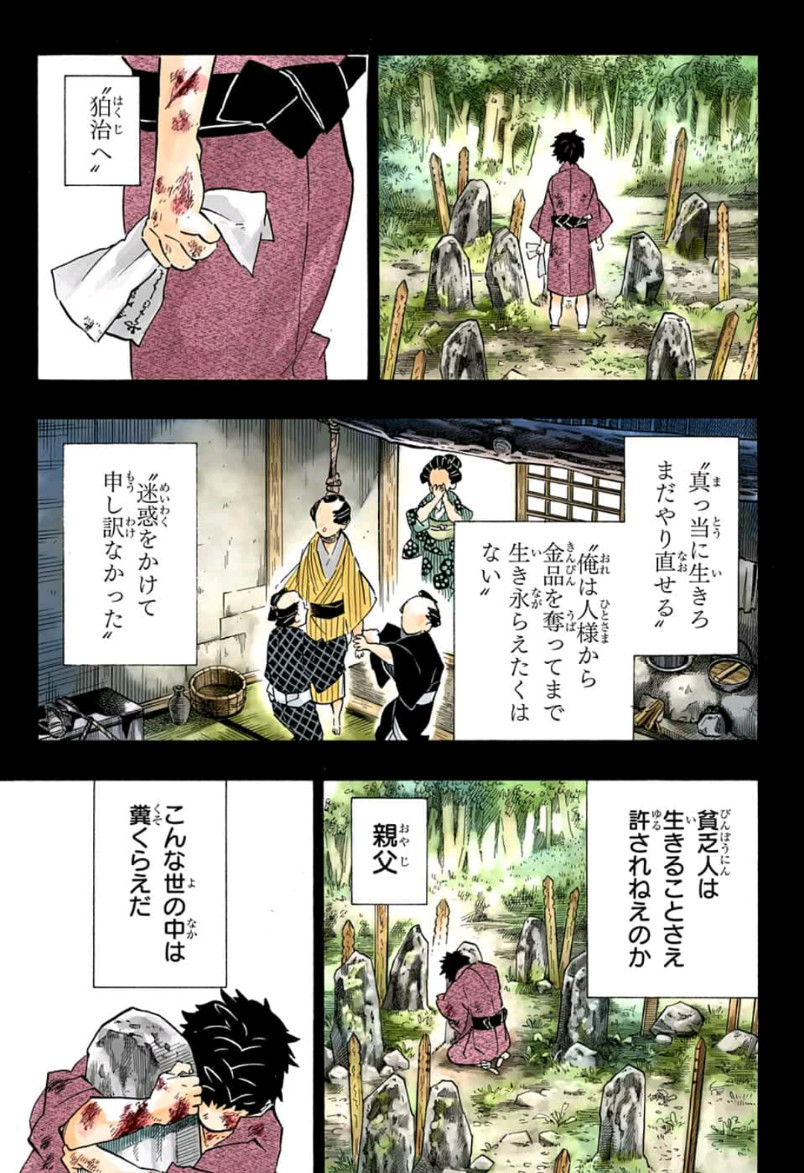 〝狛治へ〟
〝真っ当に生きろ
まだやり直せる〟
〝俺は人様から
金品を奪ってまで
生き永らえたくは
ない〟
〝迷惑をかけて
申し訳なかった〟
貧乏人は
生きることさえ
許されねえのか
親父
こんな世の中は
糞くらえだ